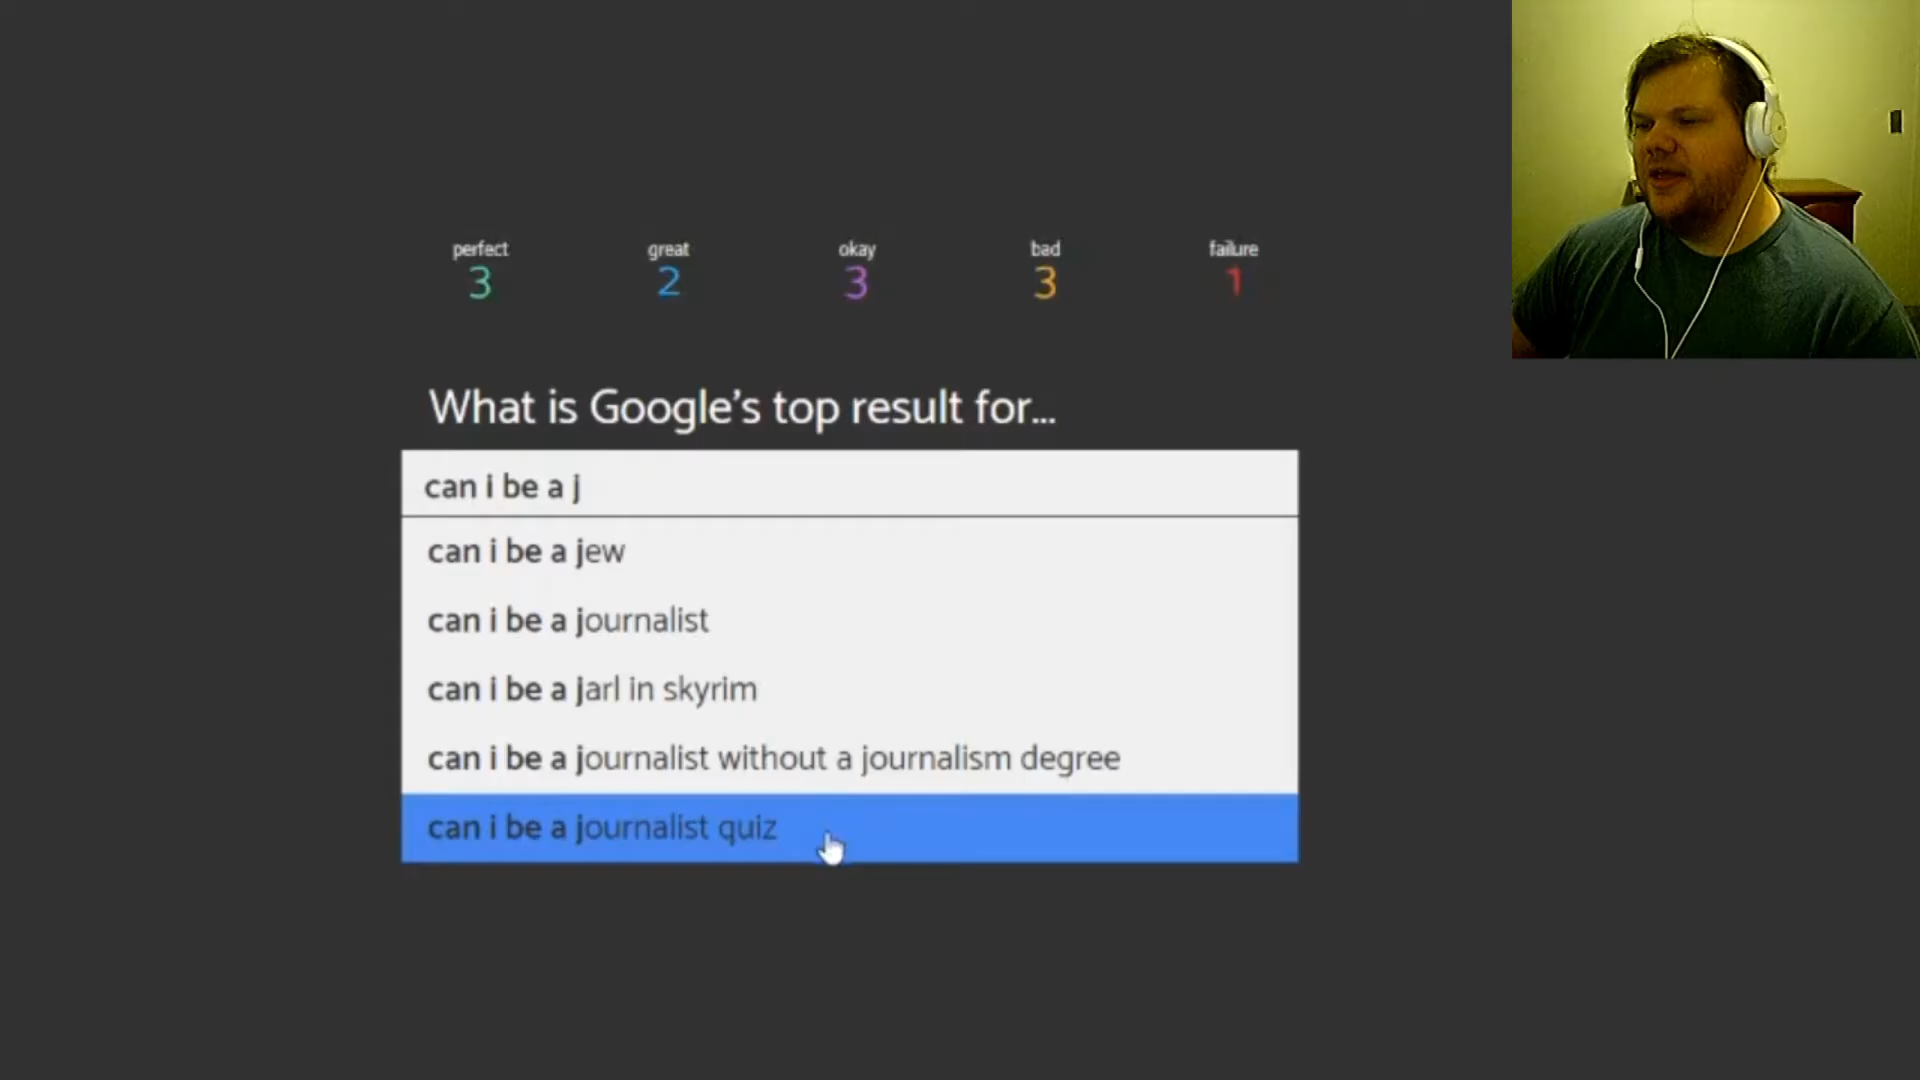 perfect great okay bad failure
3 2 3 3 1
What is Google's top result for...
can i be a j
can i be a jew
can i be a journalist
can i be a jarl in skyrim
can i be a journalist without a journalism degree
can i be a journalist quiz